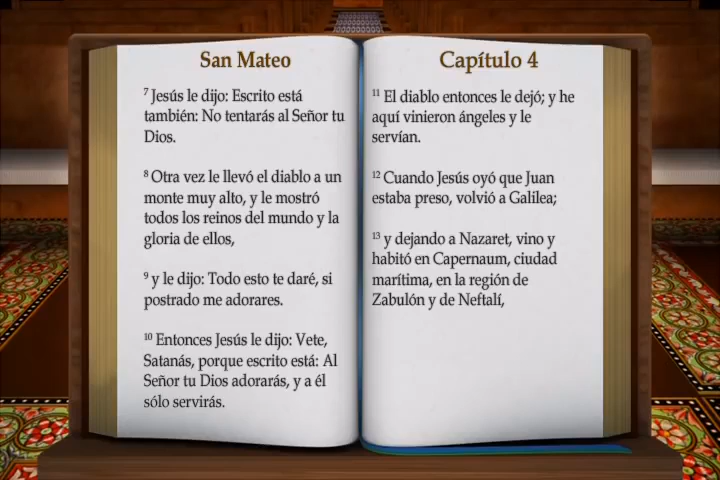 San Mateo
7 Jesús le dijo: Escrito está
también: No tentarás al Señor tu
Dios.
8 Otra vez le llevó el diablo a un
monte muy alto, y le mostró
todos los reinos del mundo y la
gloria de ellos,
9 y le dijo: Todo esto te daré, si
postrado me adorares.
10 Entonces Jesús le dijo: Vete,
Satanás, porque escrito está: Al
Señor tu Dios adorarás, y a él
sólo servirás.
Capítulo 4
11 El diablo entonces le dejó; y he
aquí vinieron ángeles y le
servían.
12 Cuando Jesús oyó que Juan
estaba preso, volvió a Galilea;
13 y dejando a Nazaret, vino y
habitó en Capernaum, ciudad
marítima, en la región de
Zabulón y de Neftalí,